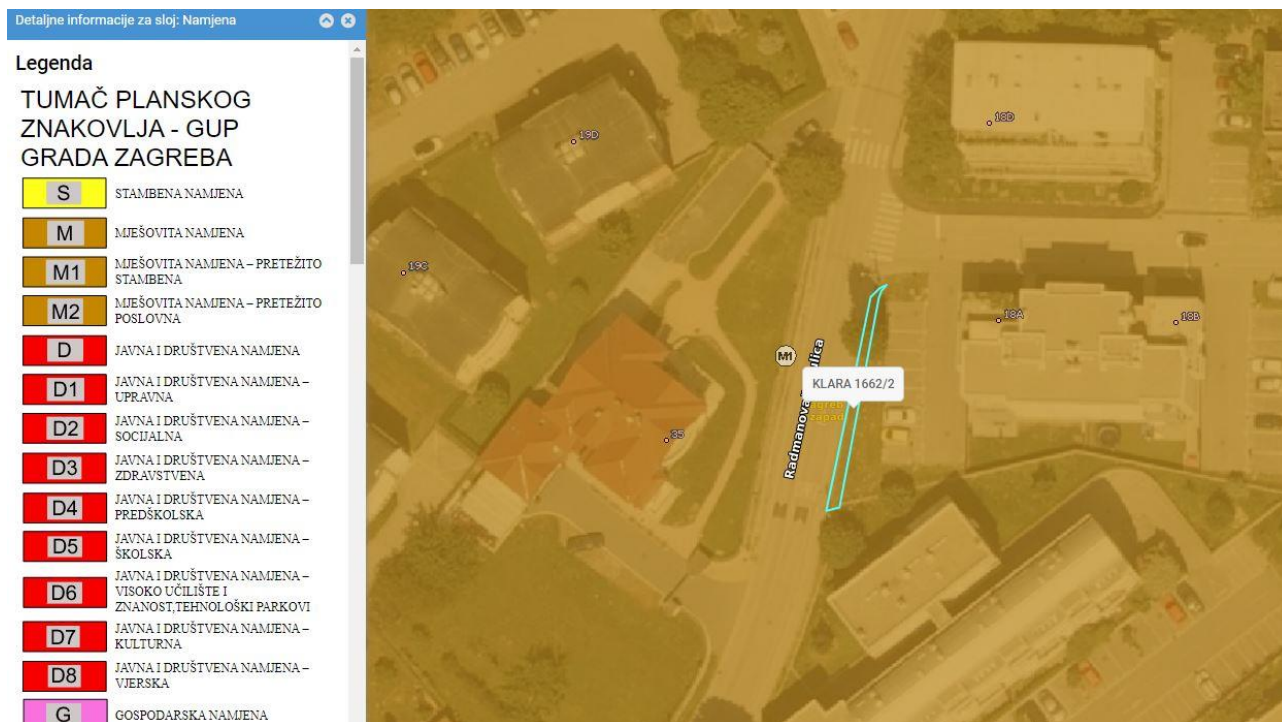 Detaljne informacije za sloj: Namjena
Legenda
TUMAČ PLANSKOG
ZNAKOVLJA - GUP
GRADA ZAGREBA
S STAMBENA NAMJENA
M MJEŠOVITA NAMJENA
M1 MJEŠOVITA NAMJENA – PRETEŽITO
STAMBENA
M2 MJEŠOVITA NAMJENA – PRETEŽITO
POSLOVNA
D JAVNA I DRUŠTVENA NAMJENA
D1 JAVNA I DRUŠTVENA NAMJENA –
UPRAVNA
D2 JAVNA I DRUŠTVENA NAMJENA –
SOCIJALNA
D3 JAVNA I DRUŠTVENA NAMJENA –
ZDRAVSTVENA
D4 JAVNA I DRUŠTVENA NAMJENA –
PREDŠKOLSKA
D5 JAVNA I DRUŠTVENA NAMJENA –
ŠKOLSKA
D6 JAVNA I DRUŠTVENA NAMJENA –
VISOKO UČILIŠTE I
ZNANOST,TEHNOLOŠKI PARKOVI
D7 JAVNA I DRUŠTVENA NAMJENA –
KULTURNA
D8 JAVNA I DRUŠTVENA NAMJENA –
VJERSKA
G GOSPODARSKA NAMJENA
18D
19D
19C
18A
18B
M1
KLARA 1662/2
zapad
35